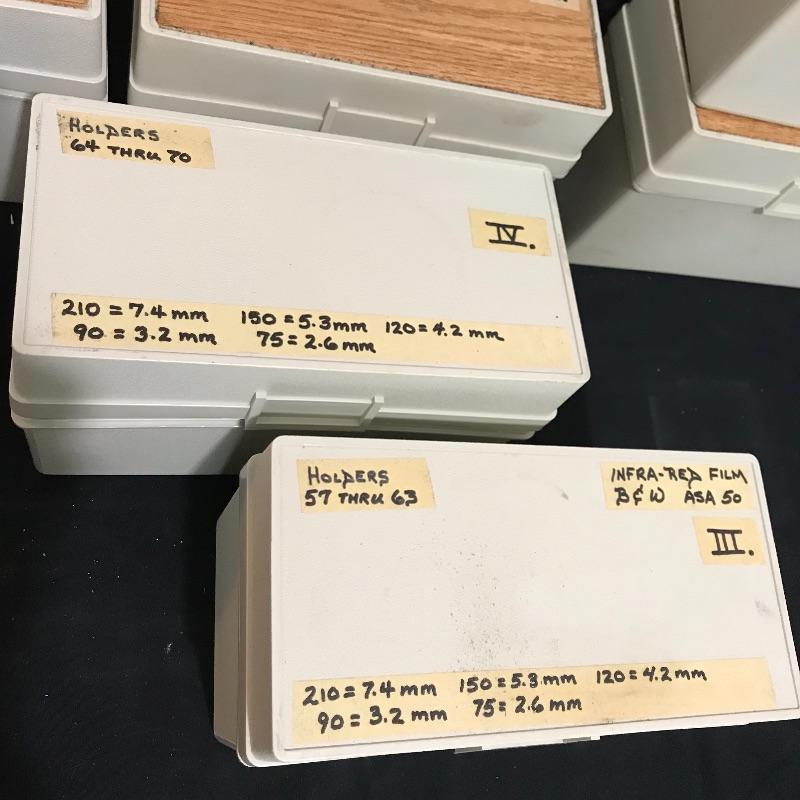 HOLDERS
64 THRU 70
IV.
210 = 7.4 mm 150 = 5.3mm 120 = 4.2 mm
90 = 3.2 mm 75 = 2.6 mm
HOLDERS
57 THRU 63
INFRA-RED FILM
B&W ASA 50
III.
210 = 7.4 mm 150 = 5.3 mm 120 = 4.2 mm
90 = 3.2 mm 75 = 2.6 mm